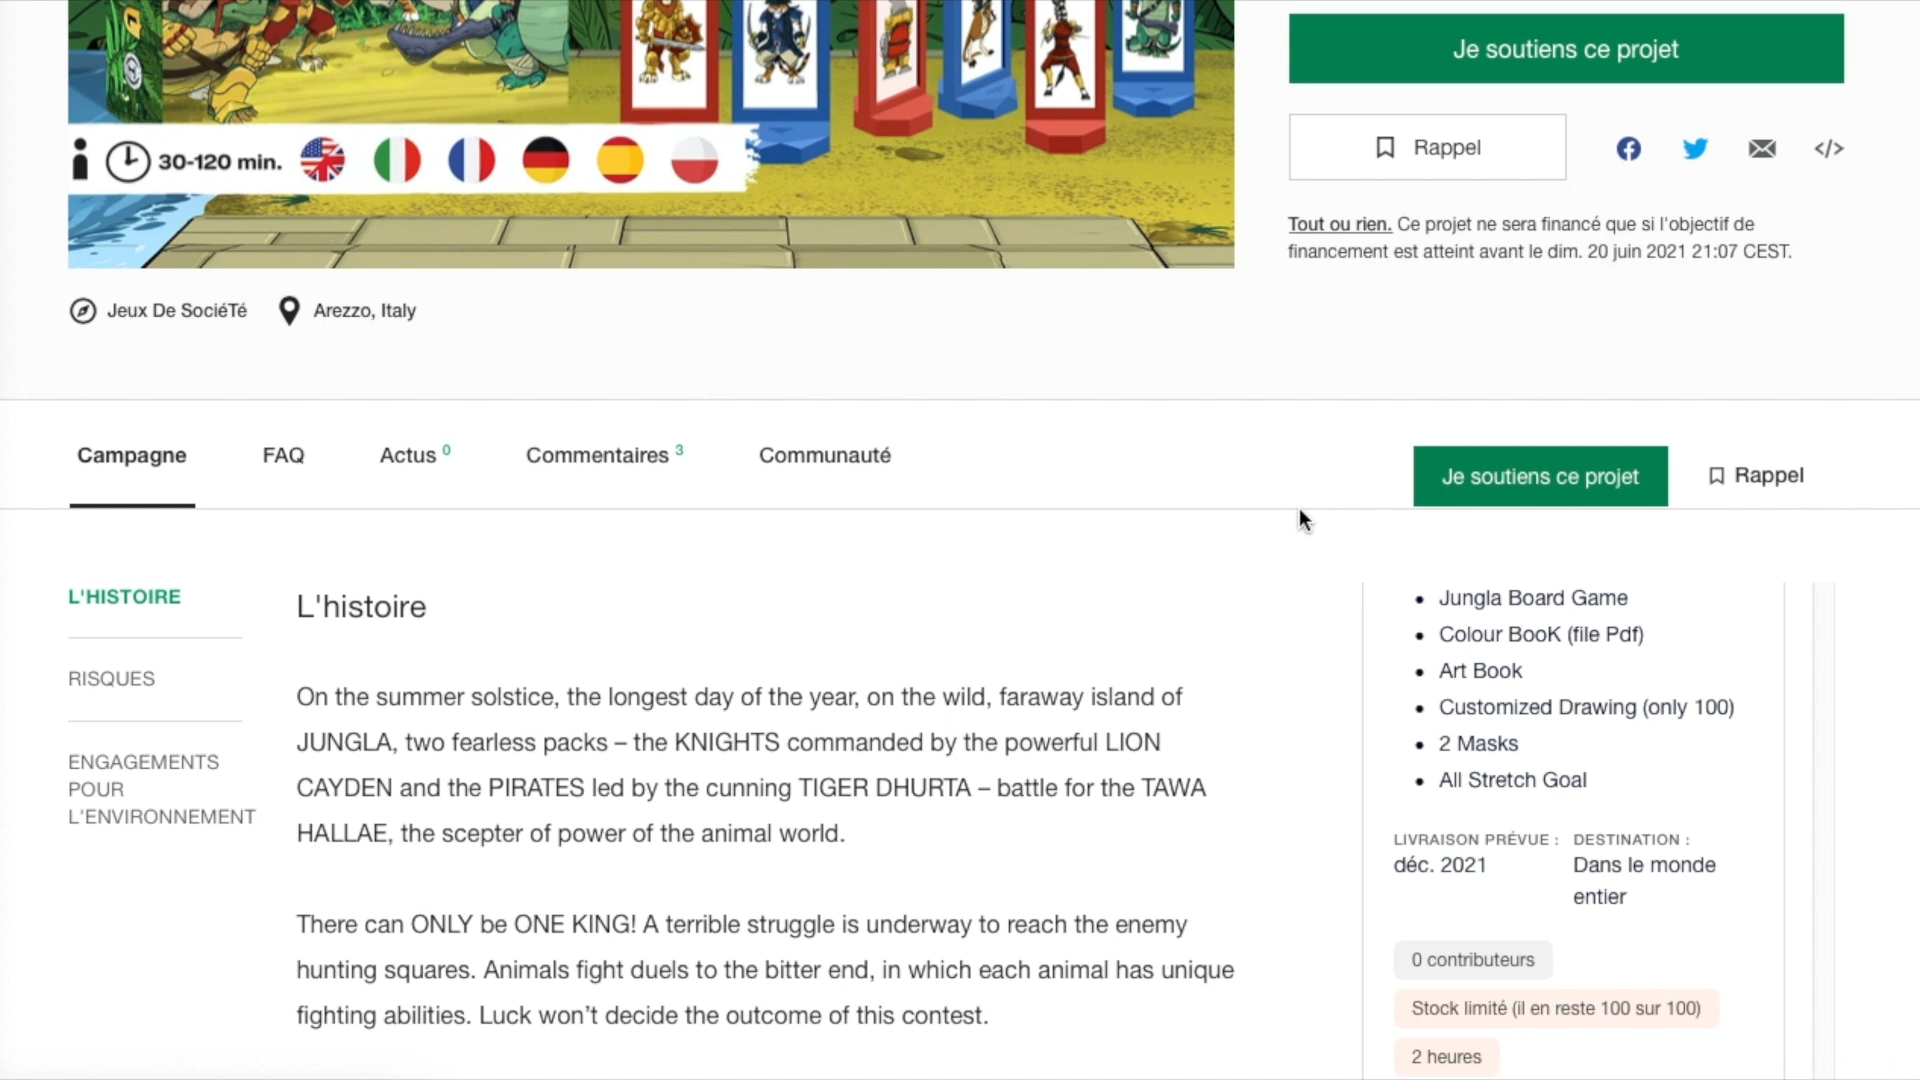 Je soutiens ce projet
Rappel
</>
30-120 min.
Tout ou rien. Ce projet ne sera financé que si l'objectif de
financement est atteint avant le dim. 20 juin 2021 21:07 CEST.
Jeux De SociéTé
Arezzo, Italy
Campagne
FAQ
Actus 0
Commentaires 3
Communauté
Je soutiens ce projet
Rappel
L'HISTOIRE
RISQUES
ENGAGEMENTS
POUR
L'ENVIRONNEMENT
L'histoire
On the summer solstice, the longest day of the year, on the wild, faraway island of
JUNGLA, two fearless packs – the KNIGHTS commanded by the powerful LION
CAYDEN and the PIRATES led by the cunning TIGER DHURTA – battle for the TAWA
HALLAE, the scepter of power of the animal world.
There can ONLY be ONE KING! A terrible struggle is underway to reach the enemy
hunting squares. Animals fight duels to the bitter end, in which each animal has unique
fighting abilities. Luck won't decide the outcome of this contest.
Jungla Board Game
Colour BooK (file Pdf)
Art Book
Customized Drawing (only 100)
2 Masks
All Stretch Goal
LIVRAISON PRÉVUE :
déc. 2021
DESTINATION :
Dans le monde
entier
0 contributeurs
Stock limité (il en reste 100 sur 100)
2 heures